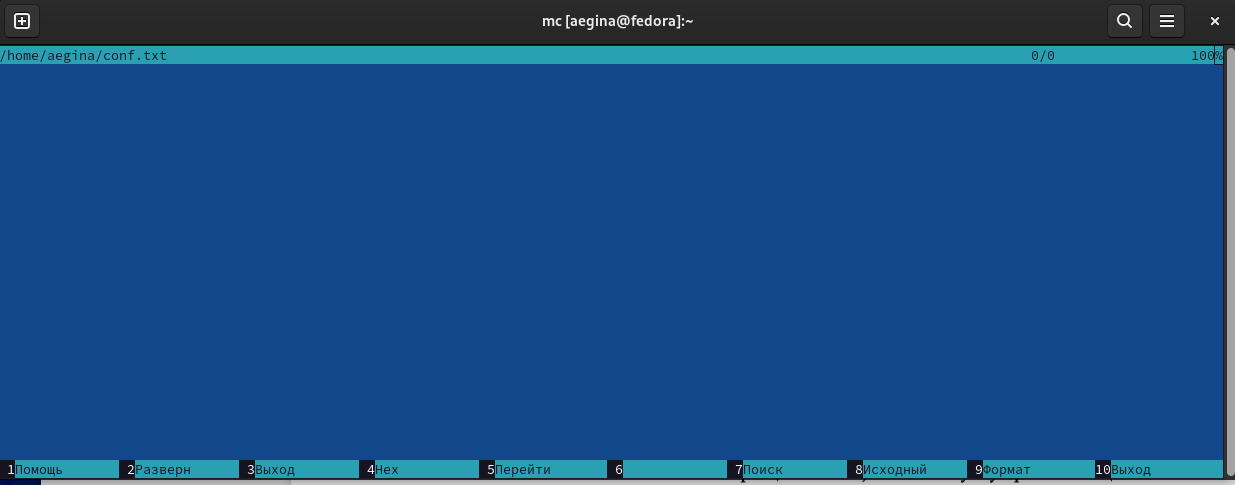 mc [aegina@fedora]:~
/home/aegina/conf.txt 0/0 100%
1Помощь 2Разверн 3Выход 4Hex 5Перейти 6 7Поиск 8Исходный 9Формат 10Выход